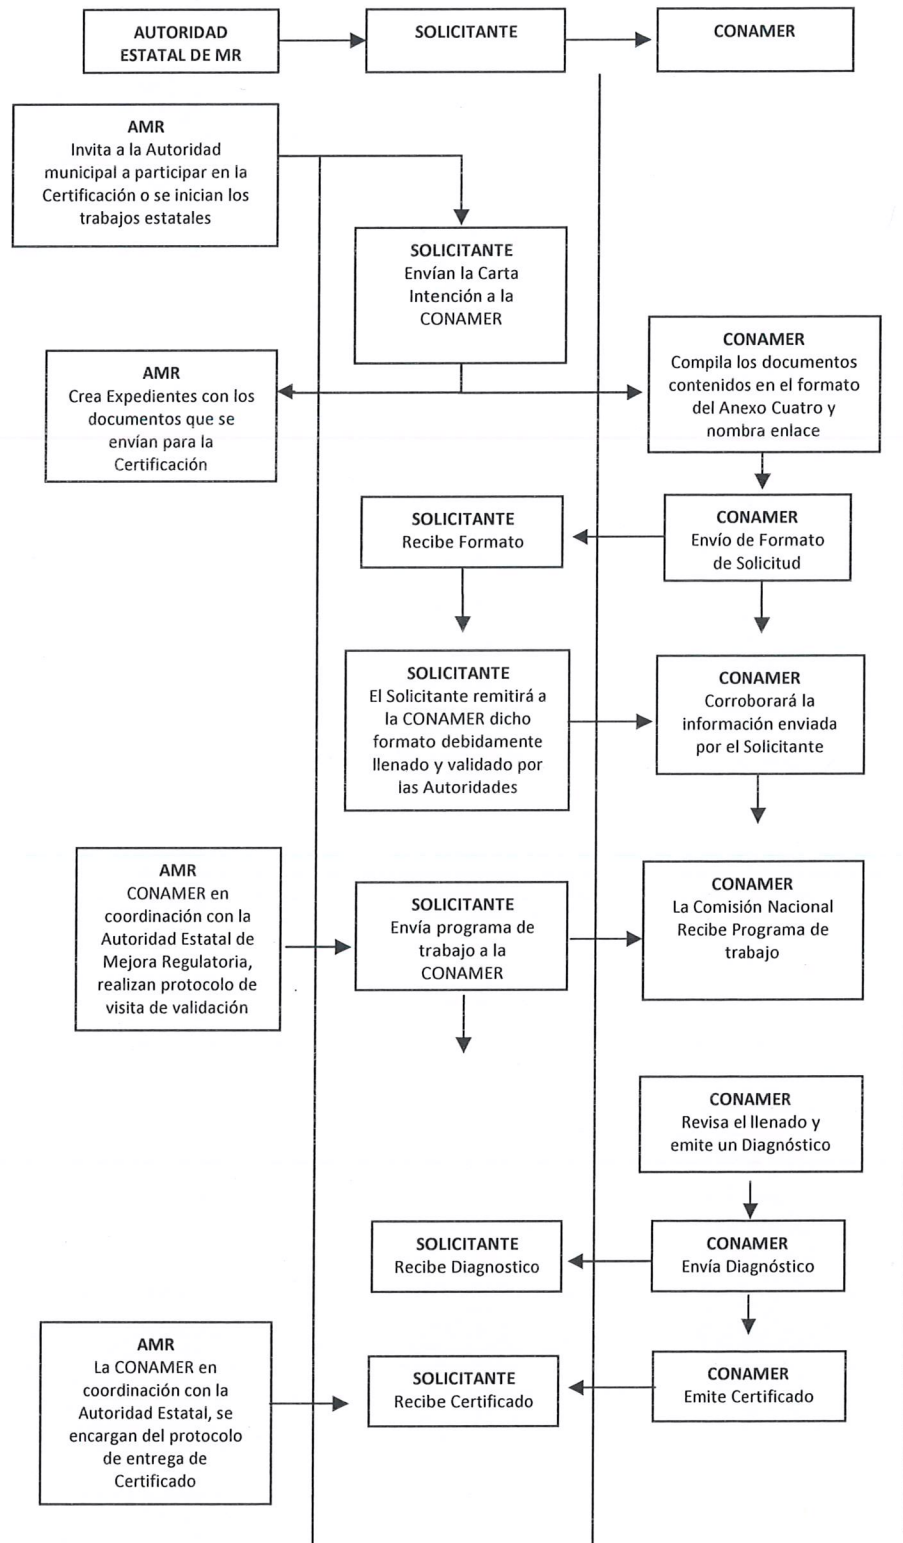 AUTORIDAD
ESTATAL DE MR
SOLICITANTE
CONAMER
AMR
Invita a la Autoridad
municipal a participar en la
Certificación o se inician los
trabajos estatales
SOLICITANTE
Envían la Carta
Intención a la
CONAMER
AMR
Crea Expedientes con los
documentos que se
envían para la
Certificación
CONAMER
Compila los documentos
contenidos en el formato
del Anexo Cuatro y
nombra enlace
SOLICITANTE
Recibe Formato
CONAMER
Envío de Formato
de Solicitud
SOLICITANTE
El Solicitante remitirá a
la CONAMER dicho
formato debidamente
llenado y validado por
las Autoridades
CONAMER
Corroborará la
información enviada
por el Solicitante
AMR
CONAMER en
coordinación con la
Autoridad Estatal de
Mejora Regulatoria,
realizan protocolo de
visita de validación
SOLICITANTE
Envía programa de
trabajo a la
CONAMER
CONAMER
La Comisión Nacional
Recibe Programa de
trabajo
CONAMER
Revisa el llenado y
emite un Diagnóstico
SOLICITANTE
Recibe Diagnostico
CONAMER
Envía Diagnóstico
AMR
La CONAMER en
coordinación con la
Autoridad Estatal, se
encargan del protocolo
de entrega de
Certificado
SOLICITANTE
Recibe Certificado
CONAMER
Emite Certificado